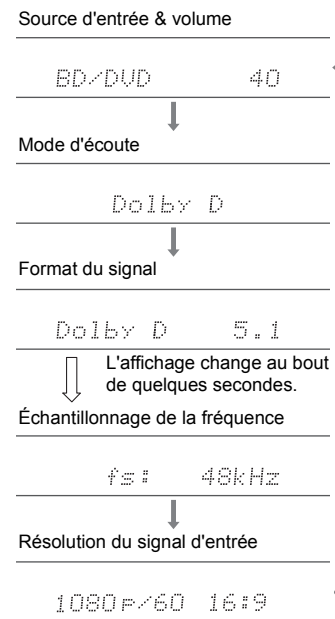 Source d'entrée & volume
BD/DVD 40
Mode d'écoute
Dolby D
Format du signal
Dolby D 5.1
L'affichage change au bout
de quelques secondes.
Échantillonnage de la fréquence
fs: 48kHz
Résolution du signal d'entrée
1080p/60 16:9